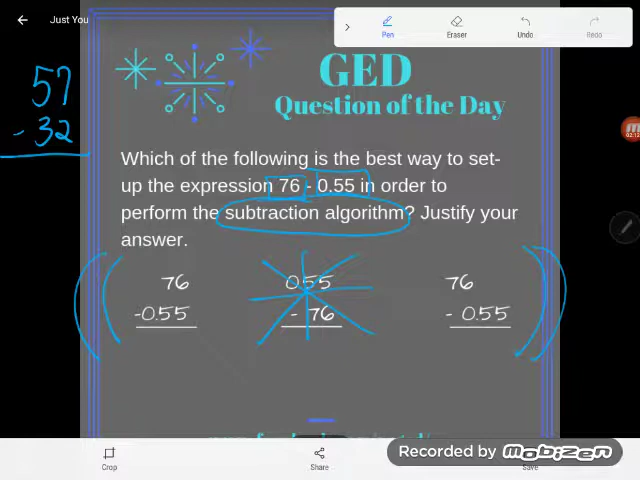 Just You
Pen
Eraser
Undo
Redo
57
- 32
GED
Question of the Day
02:12
Which of the following is the best way to set-
up the expression 76 - 0.55 in order to
perform the subtraction algorithm? Justify your
answer.
76
-0.55
0.55
- 76
76
- 0.55
Crop
Share
Save
Recorded by mobizen